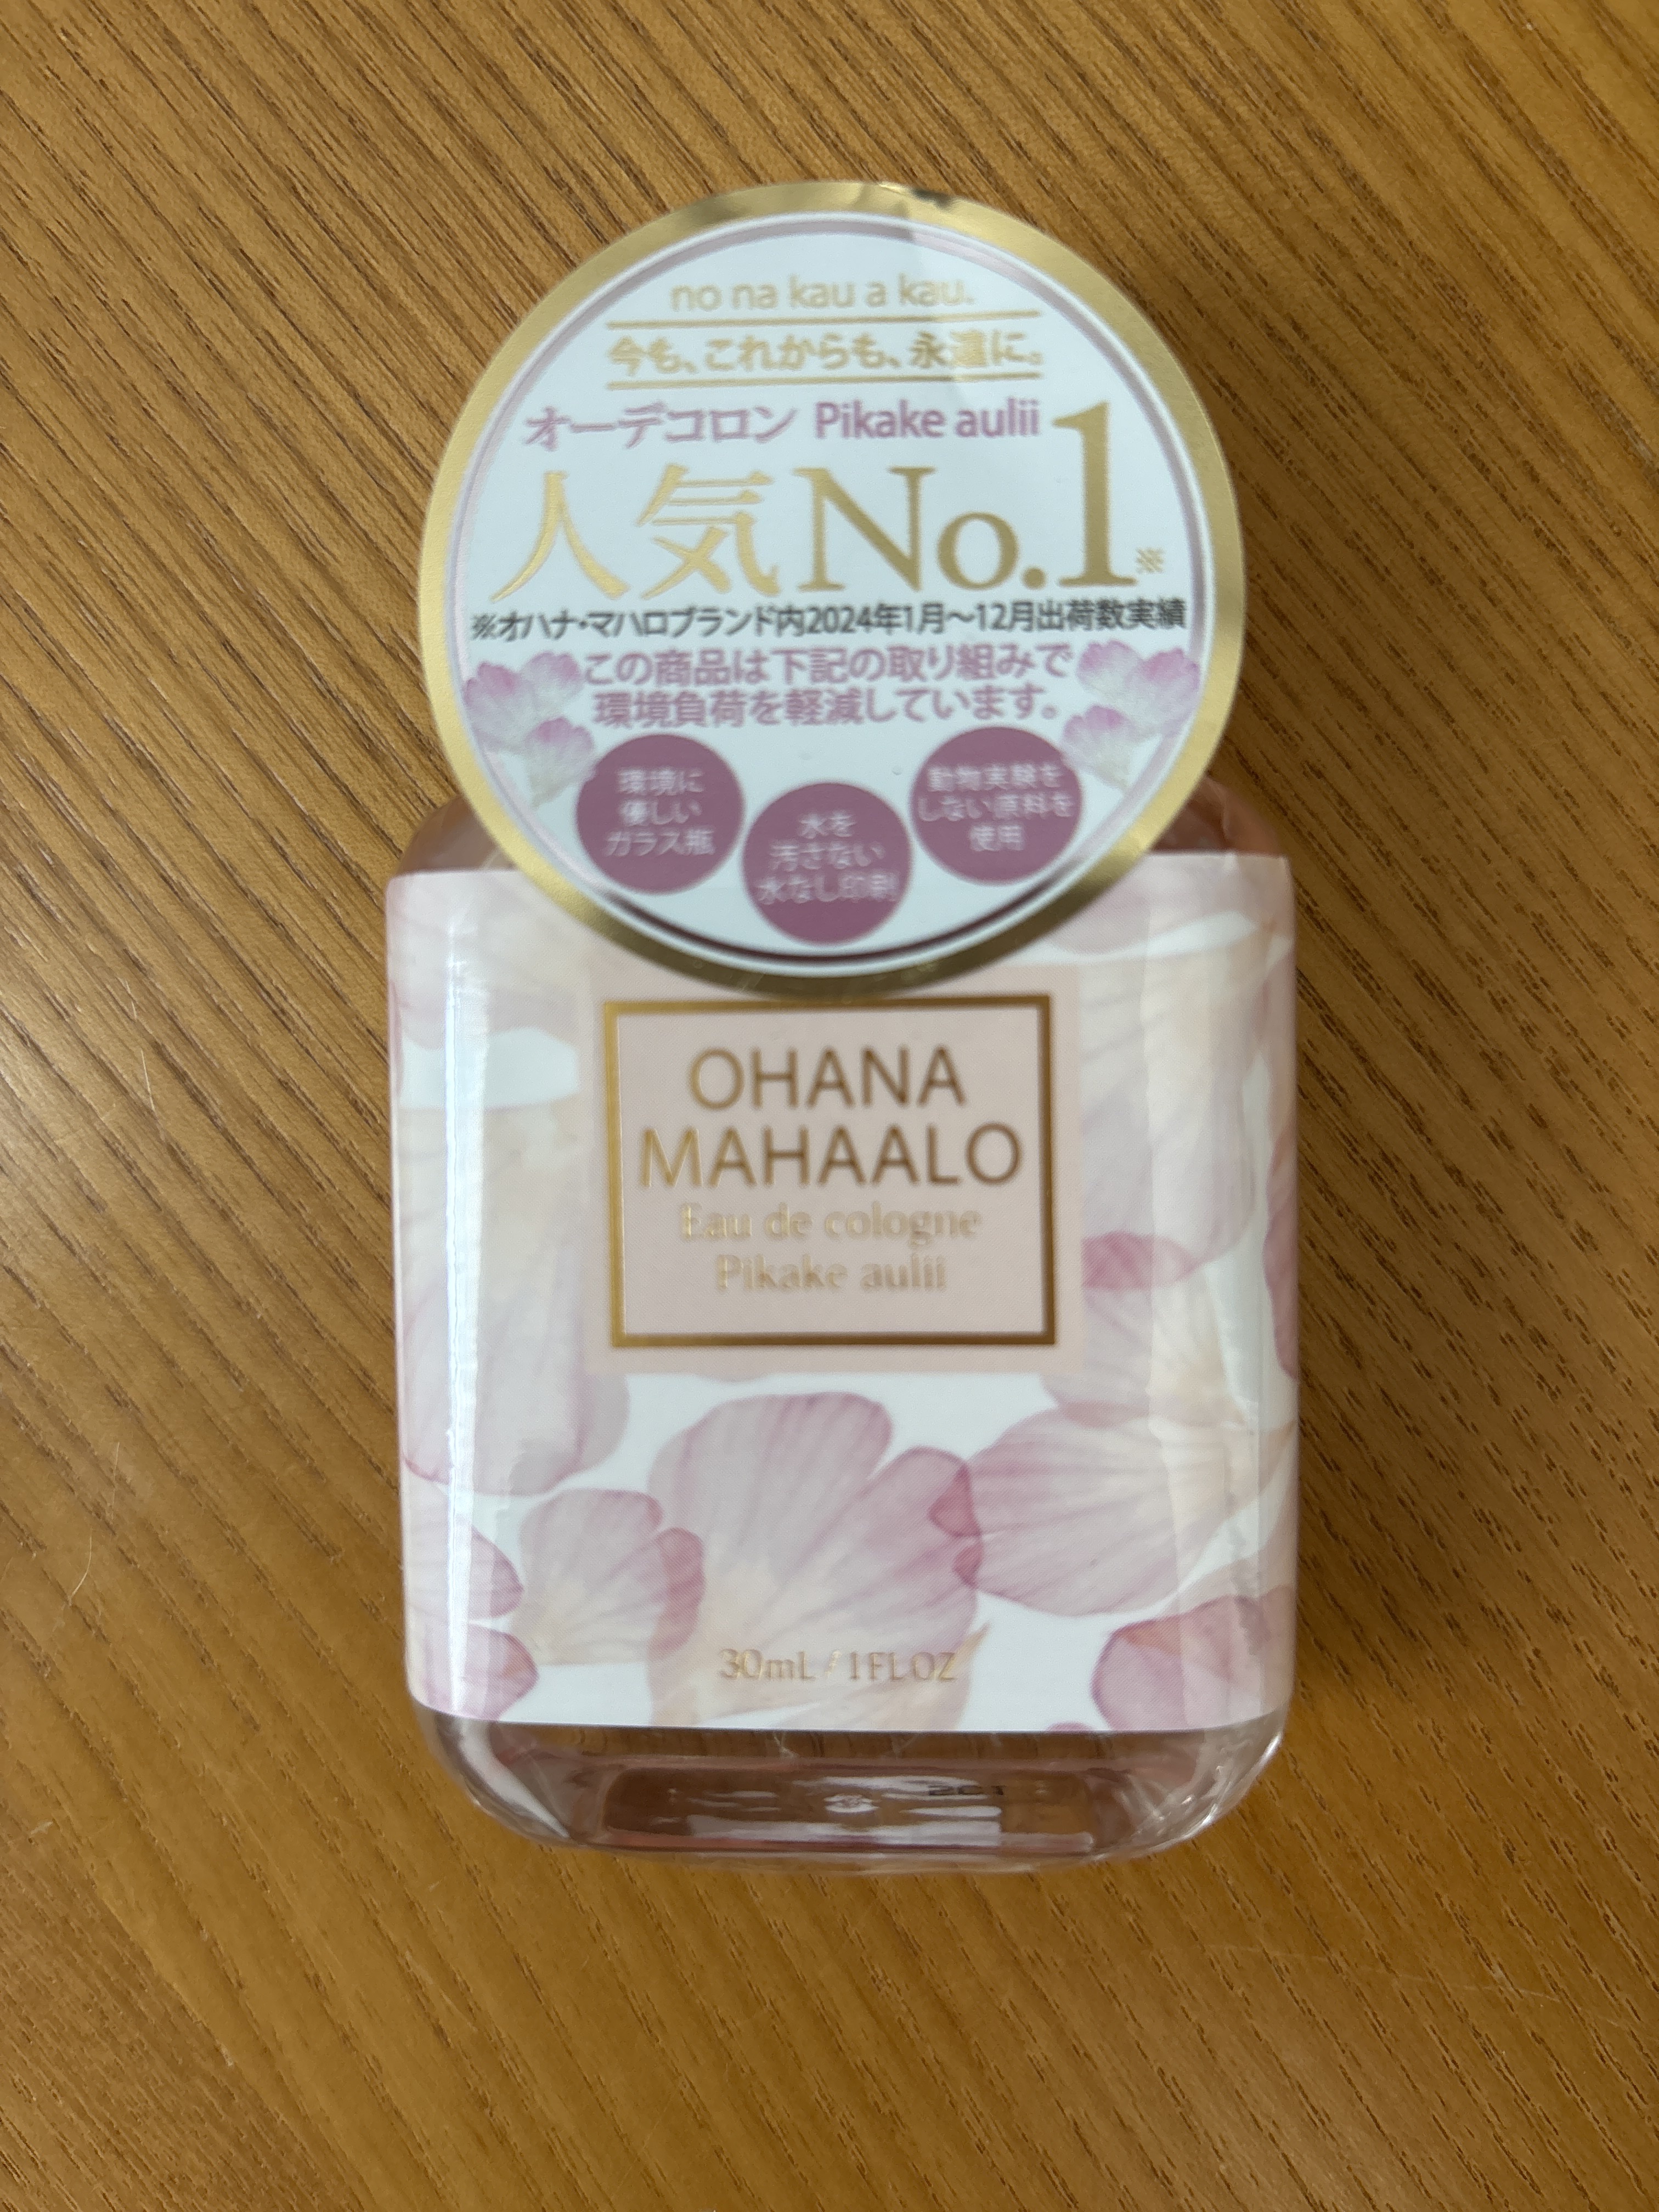 no na kau a kau.
今も、これからも、永遠に。
オーデコロン Pikake aulii
人気No.1※
※オハナ・マハロブランド内2024年1月～12月出荷数実績
この商品は下記の取り組みで
環境負荷を軽減しています。
環境に
優しい
ガラス瓶
水を
汚さない
水なし印刷
動物実験を
しない原料を
使用
OHANA
MAHAALO
Eau de cologne
Pikake aulii
30mL / 1FLOZ